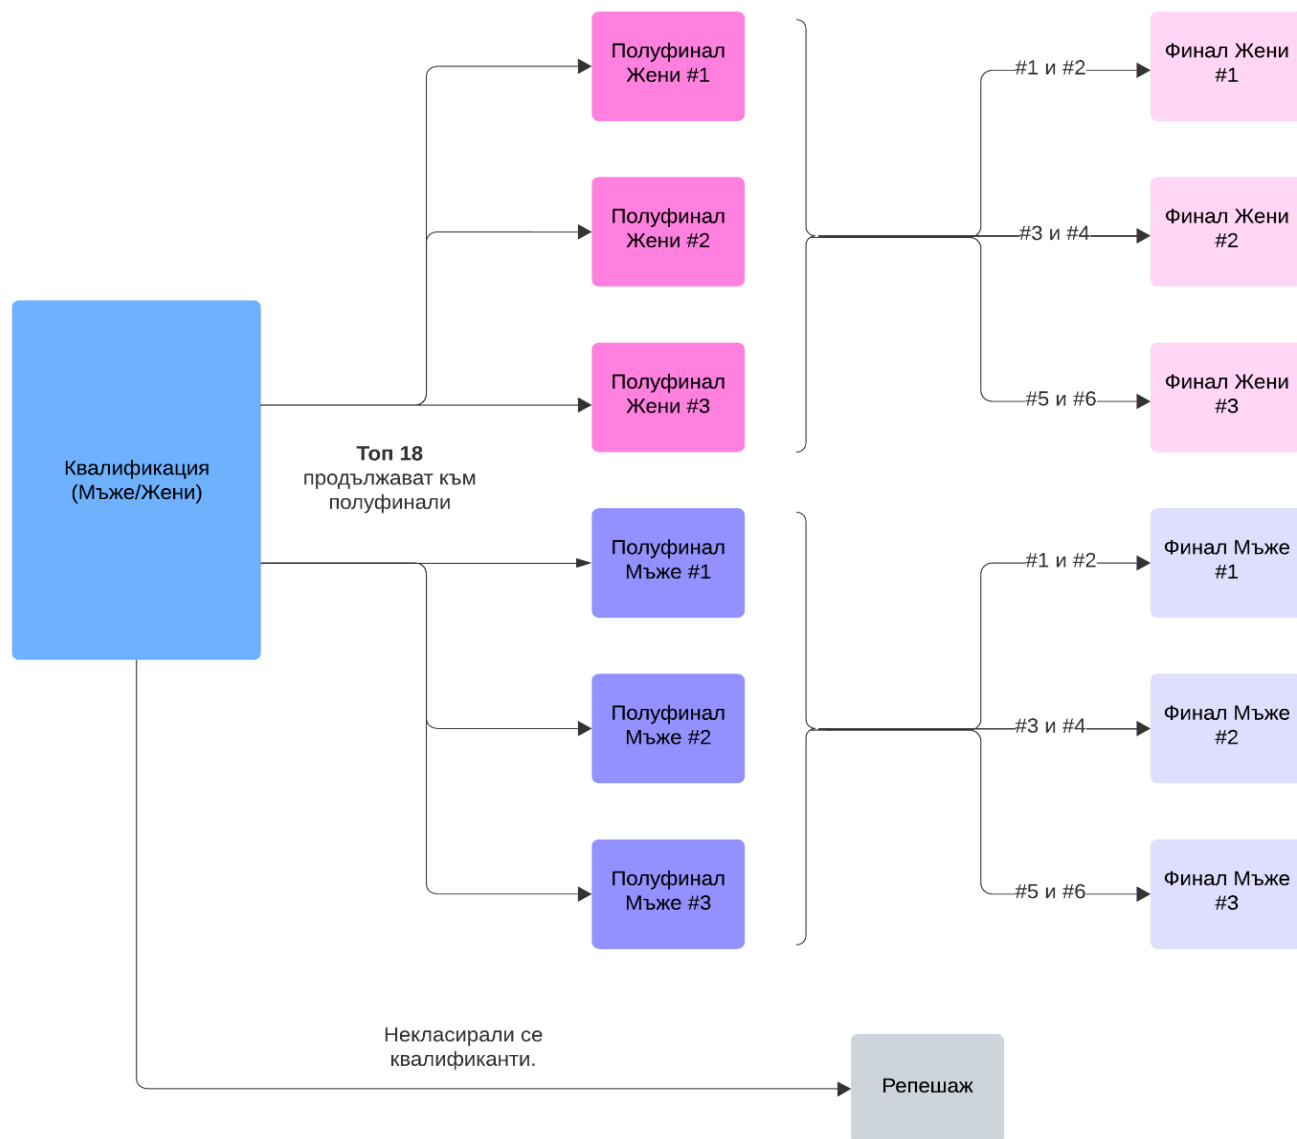 Полуфинал
Жени #1
#1 и #2
Финал Жени
#1
Полуфинал
Жени #2
#3 и #4
Финал Жени
#2
Полуфинал
Жени #3
#5 и #6
Финал Жени
#3
Квалификация
(Мъже/Жени)
Топ 18
продължават към
полуфинали
Полуфинал
Мъже #1
#1 и #2
Финал Мъже
#1
Полуфинал
Мъже #2
#3 и #4
Финал Мъже
#2
Полуфинал
Мъже #3
#5 и #6
Финал Мъже
#3
Некласирали се
квалификанти.
Репешаж